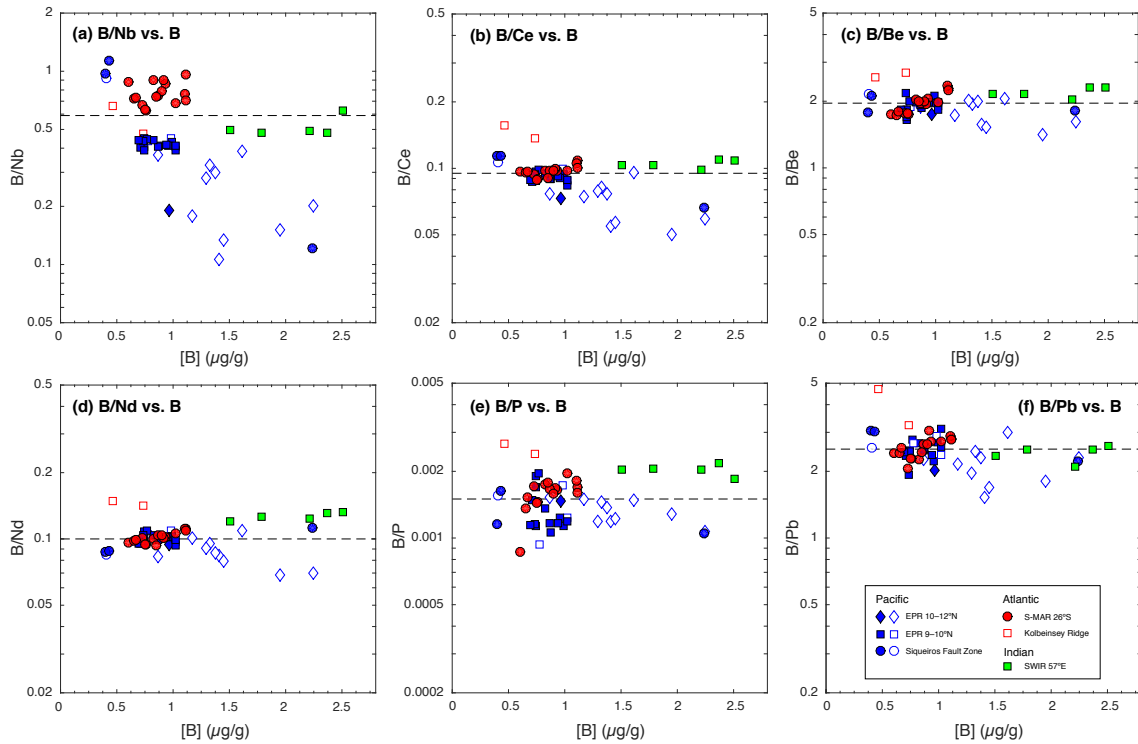 (a) B/Nb vs. B
B/Nb
2
1
0.5
0.2
0.1
0.05
0
0.5
1
1.5
2
2.5
[B] (µg/g)
(b) B/Ce vs. B
B/Ce
0.5
0.2
0.1
0.05
0.02
0
0.5
1
1.5
2
2.5
[B] (µg/g)
(c) B/Be vs. B
B/Be
5
2
1
0.5
0.2
0
0.5
1
1.5
2
2.5
[B] (µg/g)
(d) B/Nd vs. B
B/Nd
0.5
0.2
0.1
0.05
0.02
0
0.5
1
1.5
2
2.5
[B] (µg/g)
(e) B/P vs. B
B/P
0.005
0.002
0.001
0.0005
0.0002
0
0.5
1
1.5
2
2.5
[B] (µg/g)
(f) B/Pb vs. B
B/Pb
5
2
1
0.5
0.2
0
0.5
1
1.5
2
2.5
[B] (µg/g)
Pacific
EPR 10–12ºN
EPR 9–10ºN
Siqueiros Fault Zone
Atlantic
S-MAR 26ºS
Kolbeinsey Ridge
Indian
SWIR 57ºE